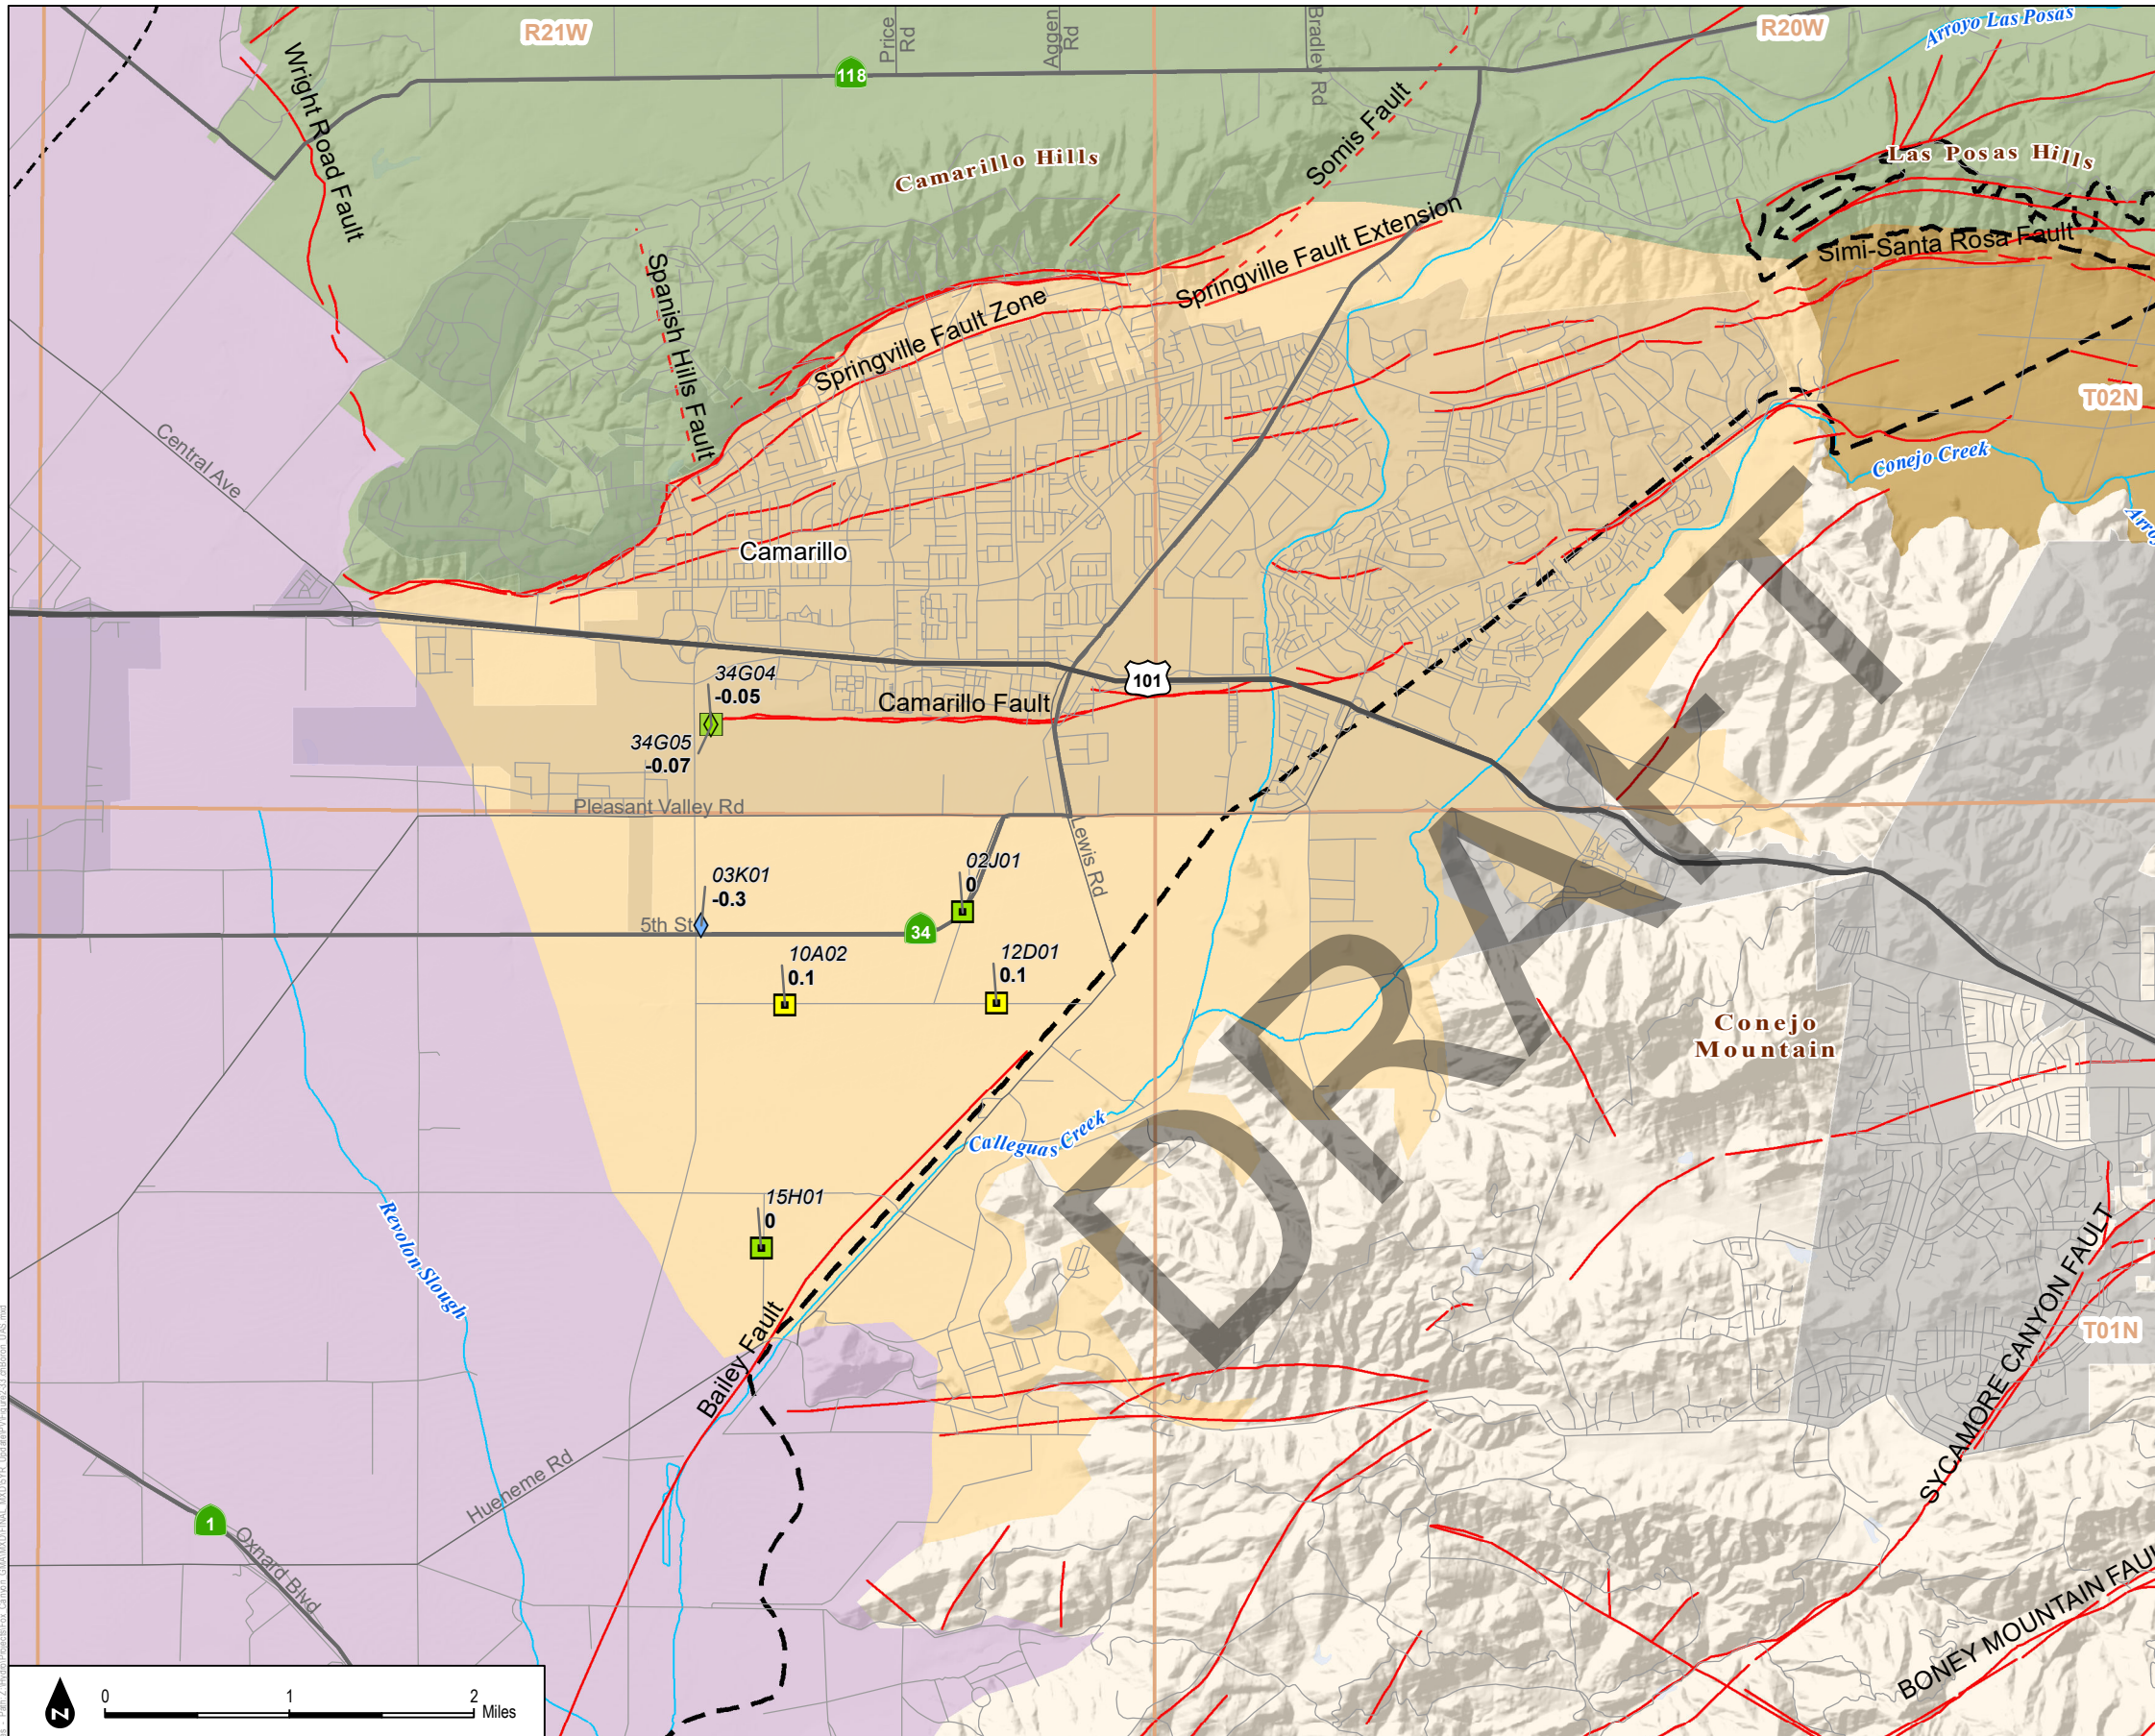 R21W
Price
Rd
Aggen
Rd
Bradley Rd
R20W
Arroyo Las Posas
118
Wright Road Fault
Camarillo Hills
Somis Fault
Las Posas Hills
Springville Fault Extension
Simi-Santa Rosa Fault
Spanish Hills Fault
Springville Fault Zone
T02N
Central Ave
Conejo Creek
Camarillo
34G04
-0.05
101
Camarillo Fault
34G05
-0.07
Pleasant Valley Rd
Lewis Rd
02J01
0
03K01
-0.3
5th St
34
10A02
0.1
12D01
0.1
DRAFT
Conejo
Mountain
Calleguas Creek
15H01
0
Revolon Slough
Bailey Fault
SYCAMORE CANYON FAULT
T01N
Hueneme Rd
1
Oxnard Blvd
BONEY MOUNTAIN
N
0 1 2
Miles